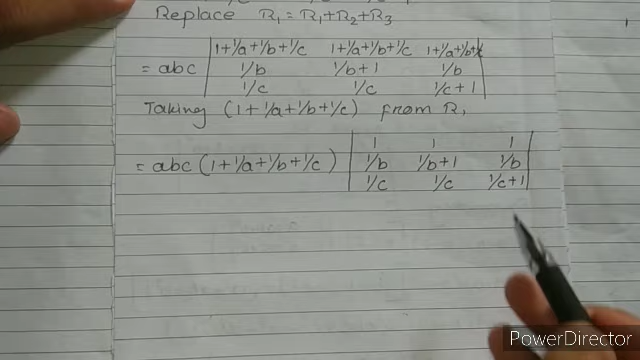 Replace R₁ = R₁+R₂+R₃
1+1/a+1/b+1/c 1+1/a+1/b+1/c 1+1/a+1/b+1/c
= abc 1/b 1/b+1 1/b
1/c 1/c 1/c+1
Taking (1+1/a+1/b+1/c) from R₁
1 1 1
= abc (1+1/a+1/b+1/c) 1/b 1/b+1 1/b
1/c 1/c 1/c+1
PowerDirector